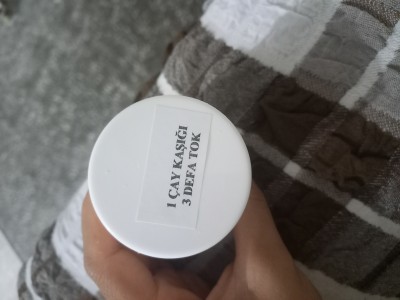 1 ÇAY KAŞIĞI
3 DEFA TOK